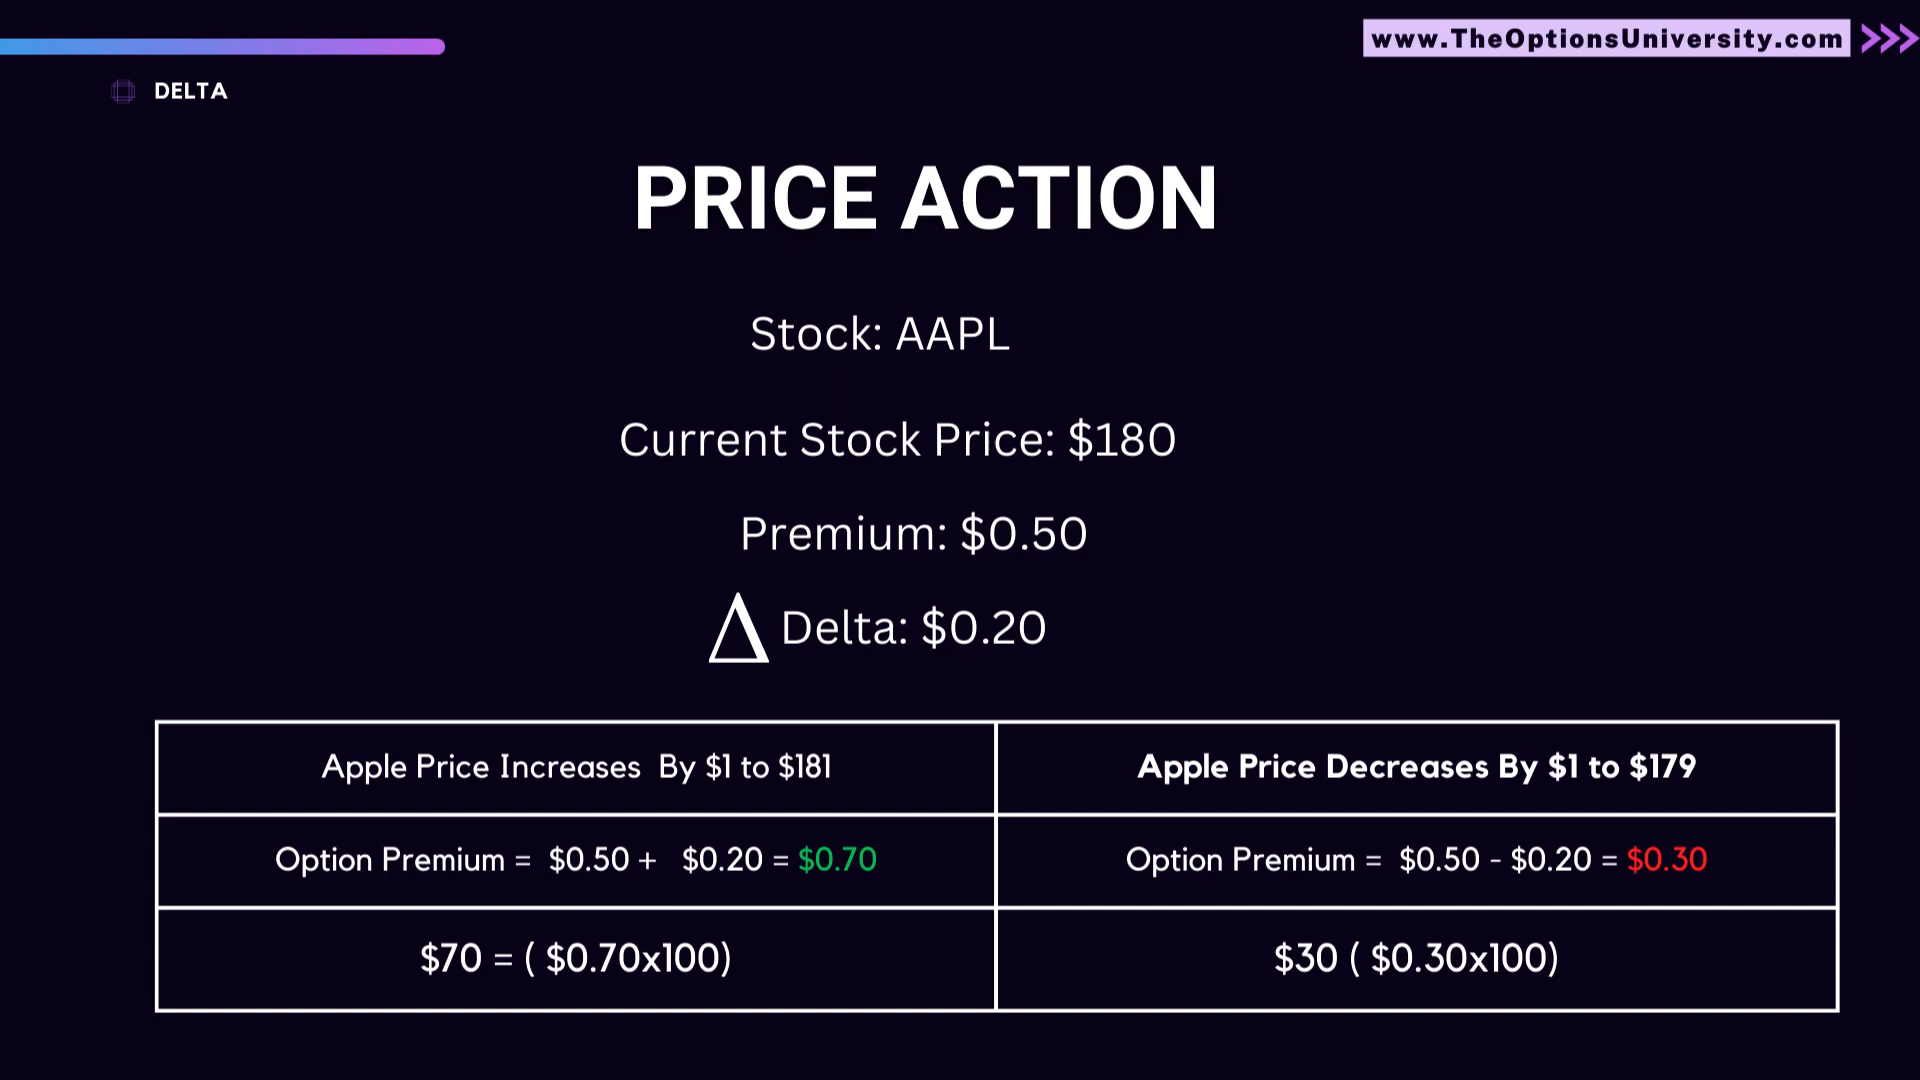 www.TheOptionsUniversity.com
DELTA
PRICE ACTION
Stock: AAPL
Current Stock Price: $180
Premium: $0.50
Δ Delta: $0.20
Apple Price Increases By $1 to $181
Apple Price Decreases By $1 to $179
Option Premium = $0.50 + $0.20 = $0.70
Option Premium = $0.50 - $0.20 = $0.30
$70 = ( $0.70x100)
$30 ( $0.30x100)